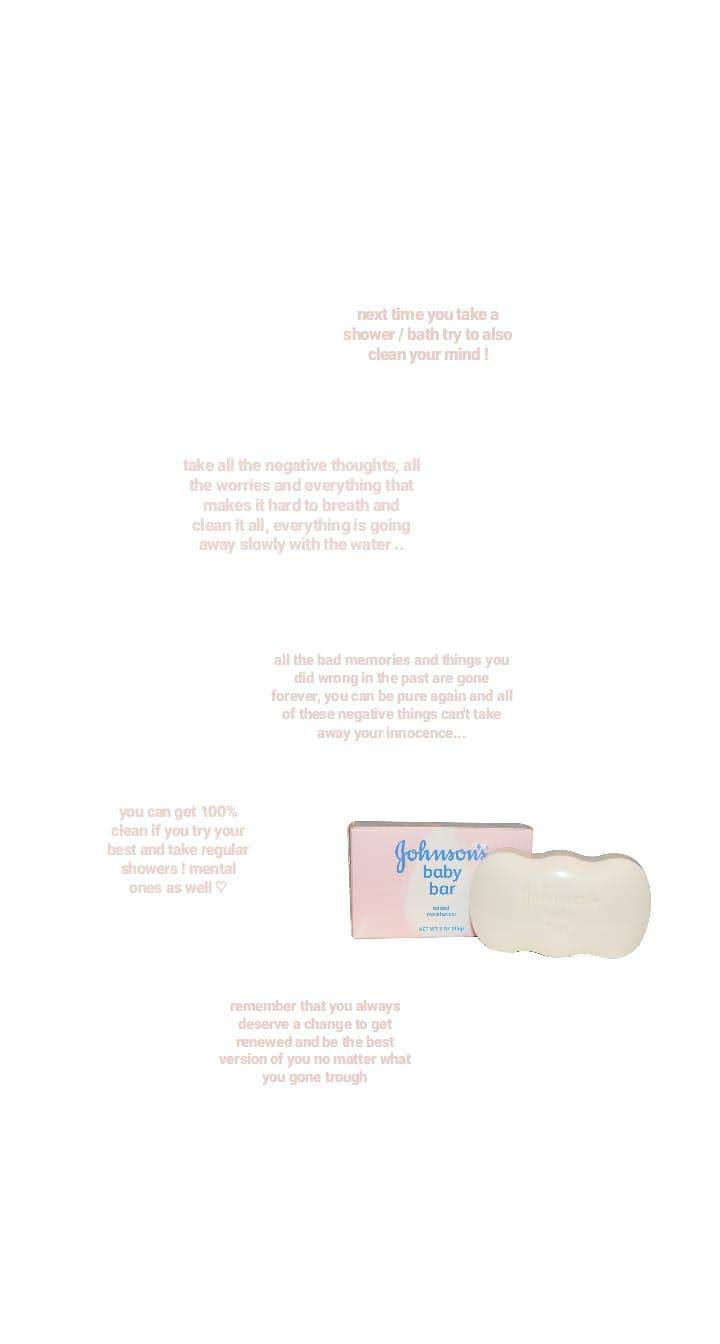 next time you take a
shower / bath try to also
clean your mind !
take all the negative thoughts, all
the worries and everything that
makes it hard to breath and
clean it all, everything is going
away slowly with the water . .
all the bad memories and things you
did wrong in the past are gone
forever, you can be pure again and all
of these negative things can't take
away your innocence...
you can get 100%
clean if you try your
best and take regular
showers ! mental
ones as well ♡
Johnson's
baby
bar
added
moisturizer
NET WT 3 OZ (85g)
remember that you always
deserve a change to get
renewed and be the best
version of you no matter what
you gone trough